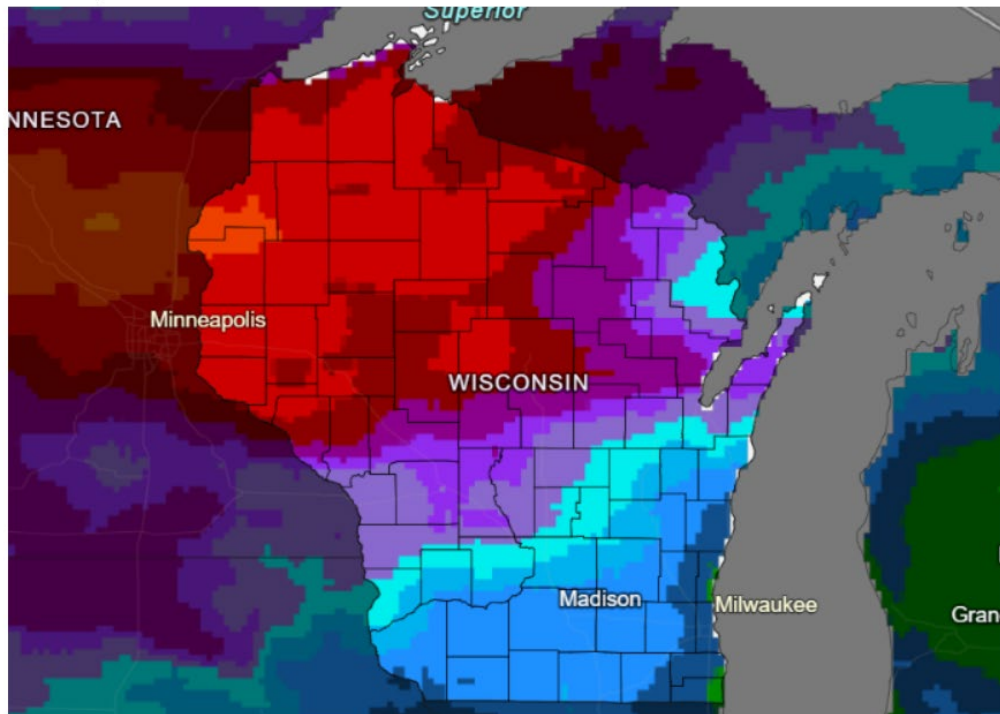 Superior
NNESOTA
Minneapolis
WISCONSIN
Madison
Milwaukee
Gran